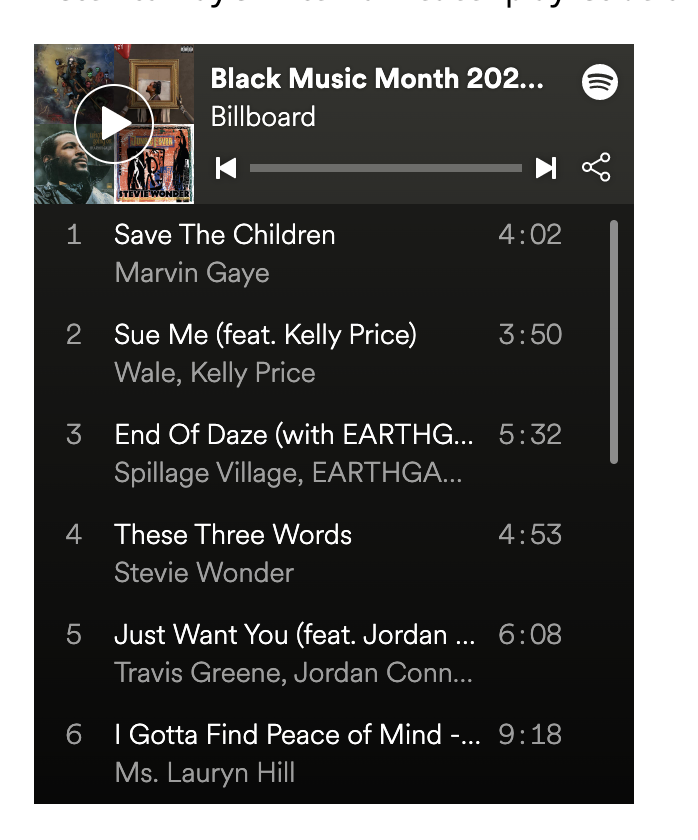 Black Music Month 202...
Billboard
STEVIE WONDER
1 Save The Children 4:02
Marvin Gaye
2 Sue Me (feat. Kelly Price) 3:50
Wale, Kelly Price
3 End Of Daze (with EARTHG... 5:32
Spillage Village, EARTHGA...
4 These Three Words 4:53
Stevie Wonder
5 Just Want You (feat. Jordan ... 6:08
Travis Greene, Jordan Conn...
6 I Gotta Find Peace of Mind -... 9:18
Ms. Lauryn Hill